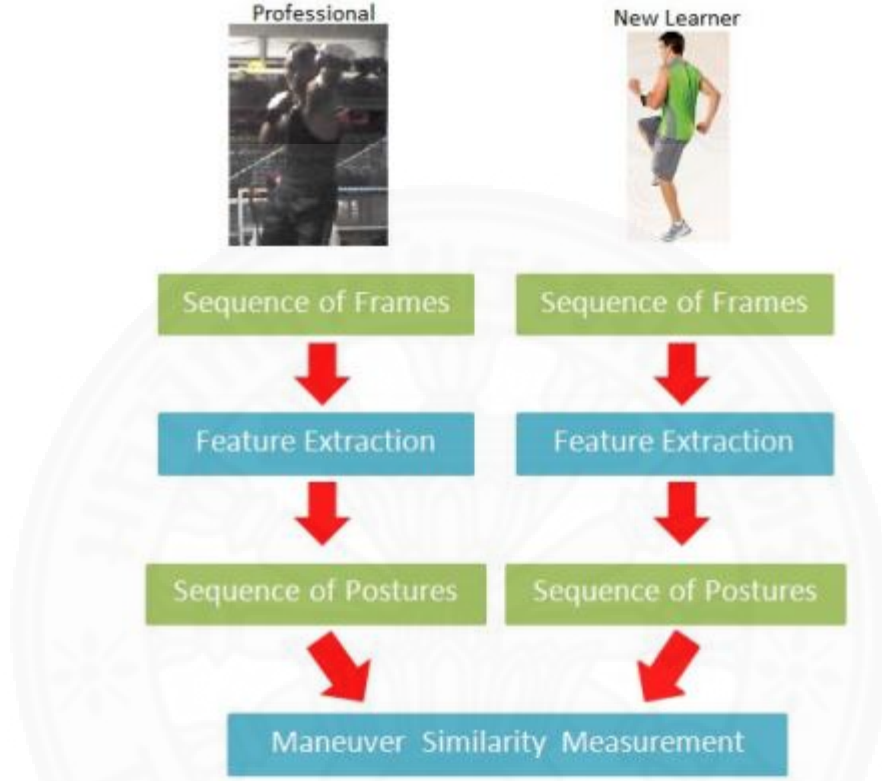 Professional
New Learner
Sequence of Frames
Sequence of Frames
Feature Extraction
Feature Extraction
Sequence of Postures
Sequence of Postures
Maneuver Similarity Measurement